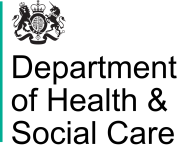 Department
of Health &
Social Care